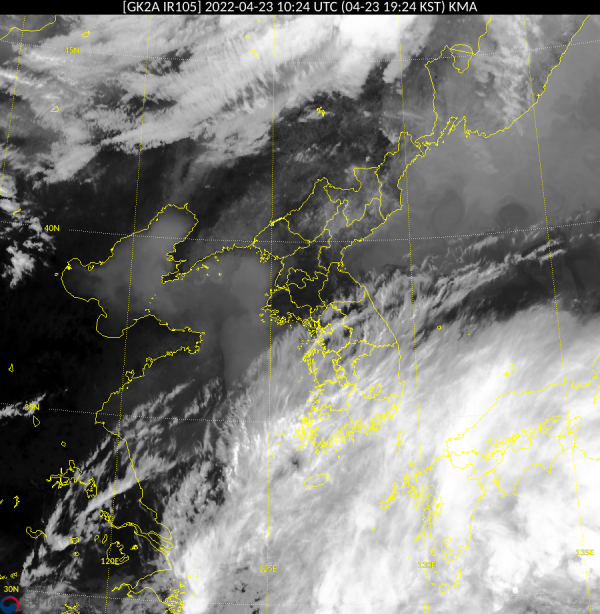 [GK2A IR105] 2022-04-23 10:24 UTC (04-23 19:24 KST) KMA
45N
40N
35N
120E
125E
130E
135E
30N